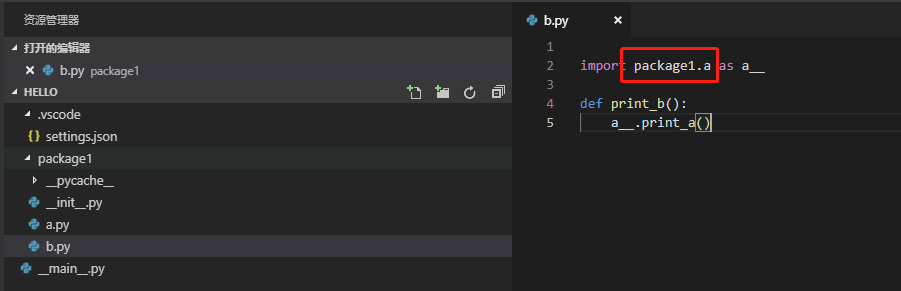 资源管理器
打开的编辑器
b.py package1
HELLO
.vscode
{} settings.json
package1
__pycache__
__init__.py
a.py
b.py
__main__.py
b.py
1
2 import package1.a as a__
3
4 def print_b():
5 a__.print_a()